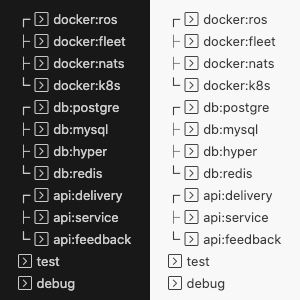 docker:ros
docker:fleet
docker:nats
docker:k8s
db:postgre
db:mysql
db:hyper
db:redis
api:delivery
api:service
api:feedback
test
debug
docker:ros
docker:fleet
docker:nats
docker:k8s
db:postgre
db:mysql
db:hyper
db:redis
api:delivery
api:service
api:feedback
test
debug